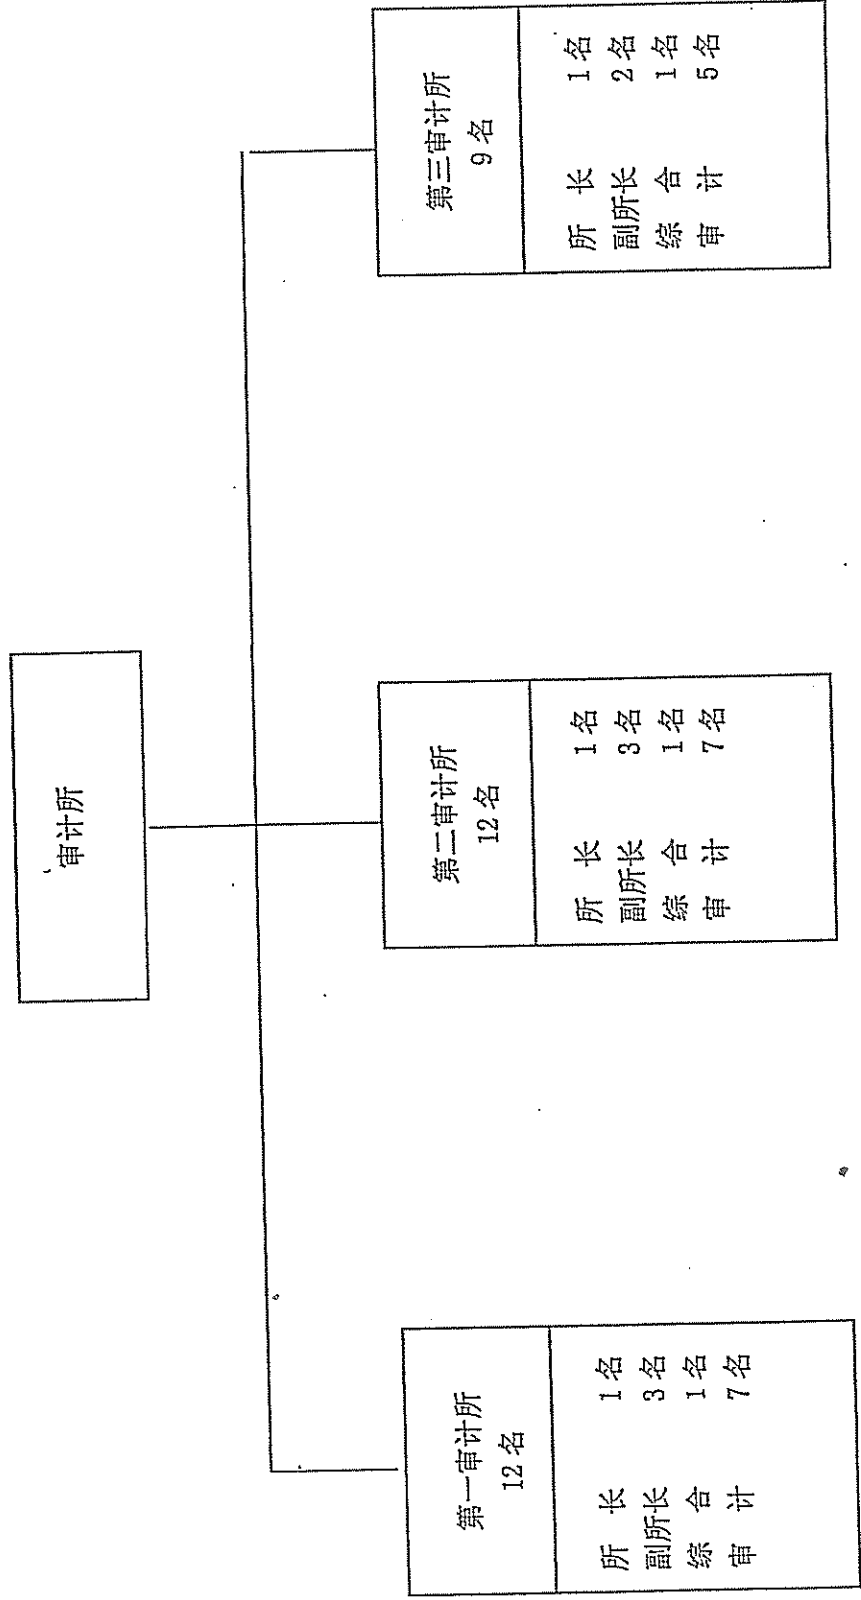 审计所
第一审计所
12名
所 长 1名
副所长 3名
综 合 1名
审 计 7名
第二审计所
12名
所 长 1名
副所长 3名
综 合 1名
审 计 7名
第三审计所
9名
所 长 1名
副所长 2名
综 合 1名
审 计 5名